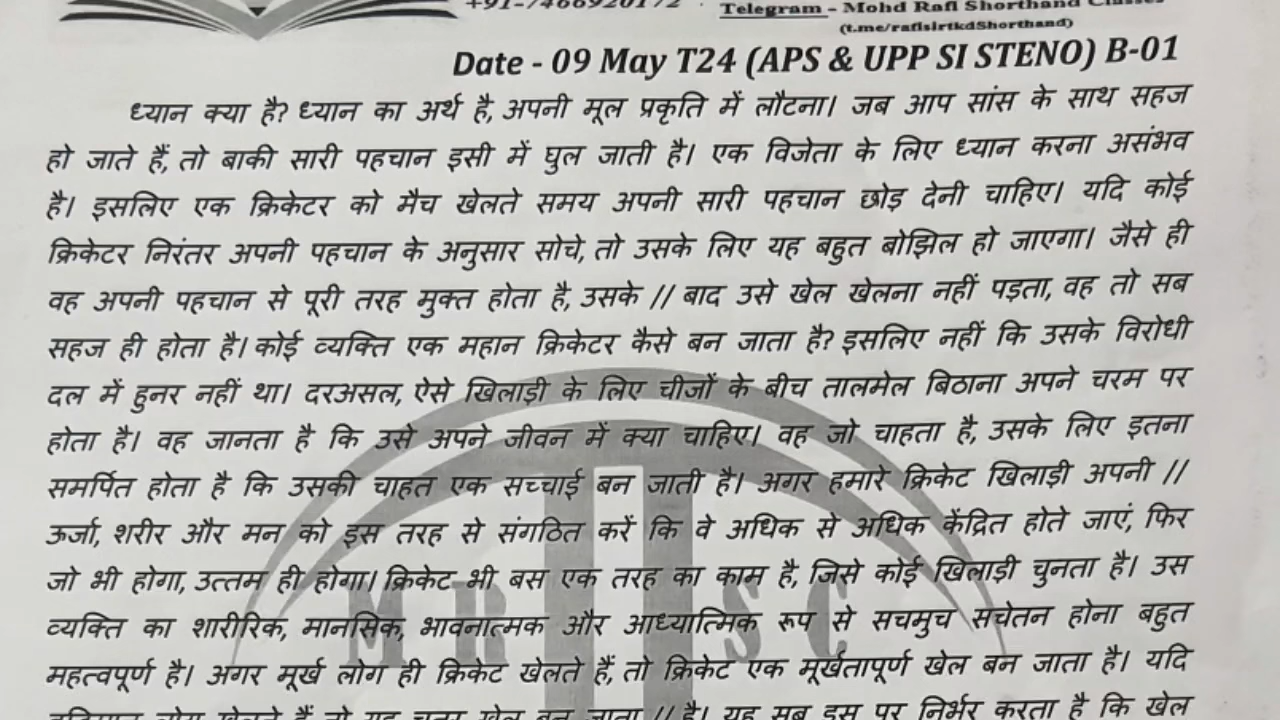 +91-7466920172
Telegram - Mohd Rafi Shorthand Classes
(t.me/rafisirtkdShorthand)
Date - 09 May T24 (APS & UPP SI STENO) B-01
ध्यान क्या है? ध्यान का अर्थ है, अपनी मूल प्रकृति में लौटना। जब आप सांस के साथ सहज
हो जाते हैं, तो बाकी सारी पहचान इसी में घुल जाती है। एक विजेता के लिए ध्यान करना असंभव
है। इसलिए एक क्रिकेटर को मैच खेलते समय अपनी सारी पहचान छोड़ देनी चाहिए। यदि कोई
क्रिकेटर निरंतर अपनी पहचान के अनुसार सोचे, तो उसके लिए यह बहुत बोझिल हो जाएगा। जैसे ही
वह अपनी पहचान से पूरी तरह मुक्त होता है, उसके // बाद उसे खेल खेलना नहीं पड़ता, वह तो सब
सहज ही होता है। कोई व्यक्ति एक महान क्रिकेटर कैसे बन जाता है? इसलिए नहीं कि उसके विरोधी
दल में हुनर नहीं था। दरअसल, ऐसे खिलाड़ी के लिए चीजों के बीच तालमेल बिठाना अपने चरम पर
होता है। वह जानता है कि उसे अपने जीवन में क्या चाहिए। वह जो चाहता है, उसके लिए इतना
समर्पित होता है कि उसकी चाहत एक सच्चाई बन जाती है। अगर हमारे क्रिकेट खिलाड़ी अपनी //
ऊर्जा, शरीर और मन को इस तरह से संगठित करें कि वे अधिक से अधिक केंद्रित होते जाएं, फिर
जो भी होगा, उत्तम ही होगा। क्रिकेट भी बस एक तरह का काम है, जिसे कोई खिलाड़ी चुनता है। उस
व्यक्ति का शारीरिक, मानसिक, भावनात्मक और आध्यात्मिक रूप से सचमुच सचेतन होना बहुत
महत्वपूर्ण है। अगर मूर्ख लोग ही क्रिकेट खेलते हैं, तो क्रिकेट एक मूर्खतापूर्ण खेल बन जाता है। यदि
बुद्धिमान लोग खेलते हैं तो यह चतुर खेल बन जाता // है। यह सब इस पर निर्भर करता है कि खेल
MR SC